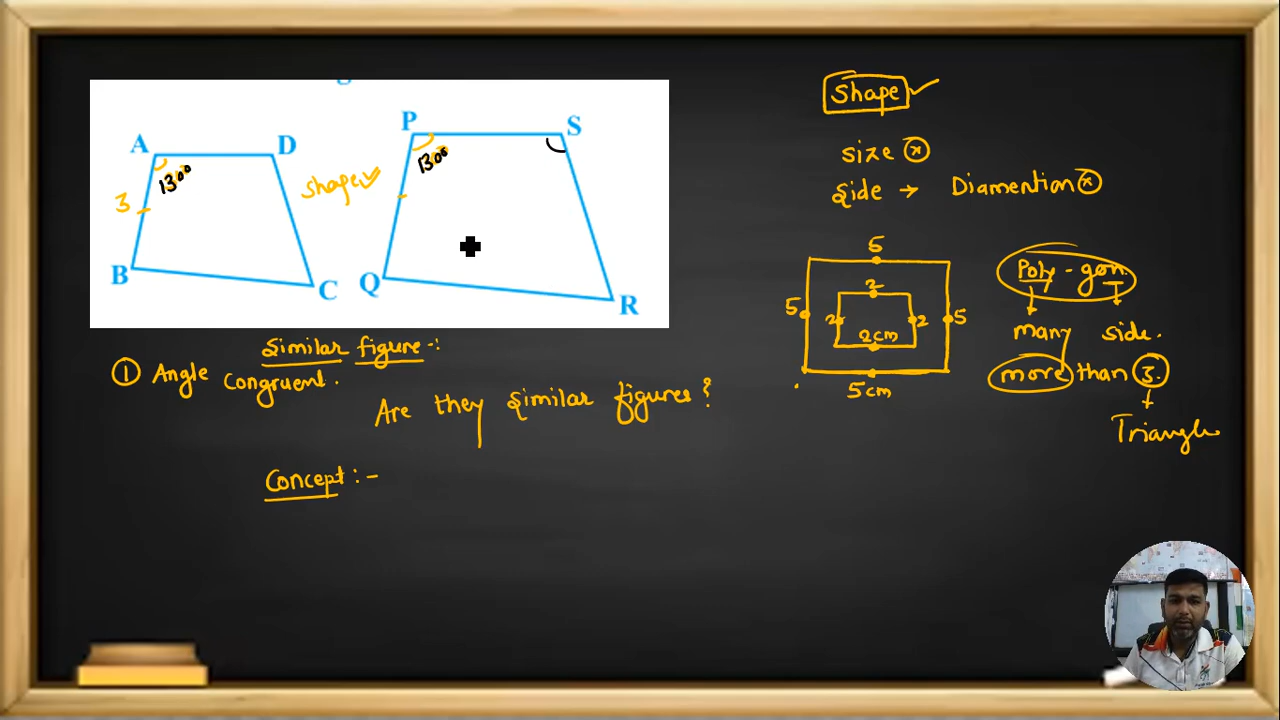 A
D
130°
3
B
C
shape
P
S
130°
Q
R
Similar figure -:
① Angle Congruent.
Are they Similar figures?
Concept :-
Shape ✓
size ⓧ
Side → Diamention ⓧ
5
5
5
5cm
2
2
2
2cm
Poly - gon
many side.
more than 3.
Triangle